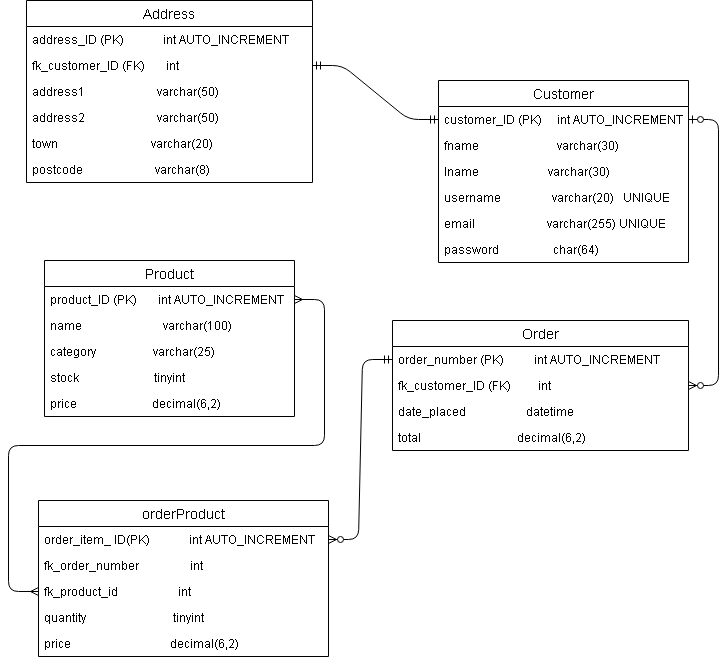 Address
address_ID (PK) int AUTO_INCREMENT
fk_customer_ID (FK) int
address1 varchar(50)
address2 varchar(50)
town varchar(20)
postcode varchar(8)
Customer
customer_ID (PK) int AUTO_INCREMENT
fname varchar(30)
lname varchar(30)
username varchar(20) UNIQUE
email varchar(255) UNIQUE
password char(64)
Product
product_ID (PK) int AUTO_INCREMENT
name varchar(100)
category varchar(25)
stock tinyint
price decimal(6,2)
Order
order_number (PK) int AUTO_INCREMENT
fk_customer_ID (FK) int
date_placed datetime
total decimal(6,2)
orderProduct
order_item_ ID(PK) int AUTO_INCREMENT
fk_order_number int
fk_product_id int
quantity tinyint
price decimal(6,2)